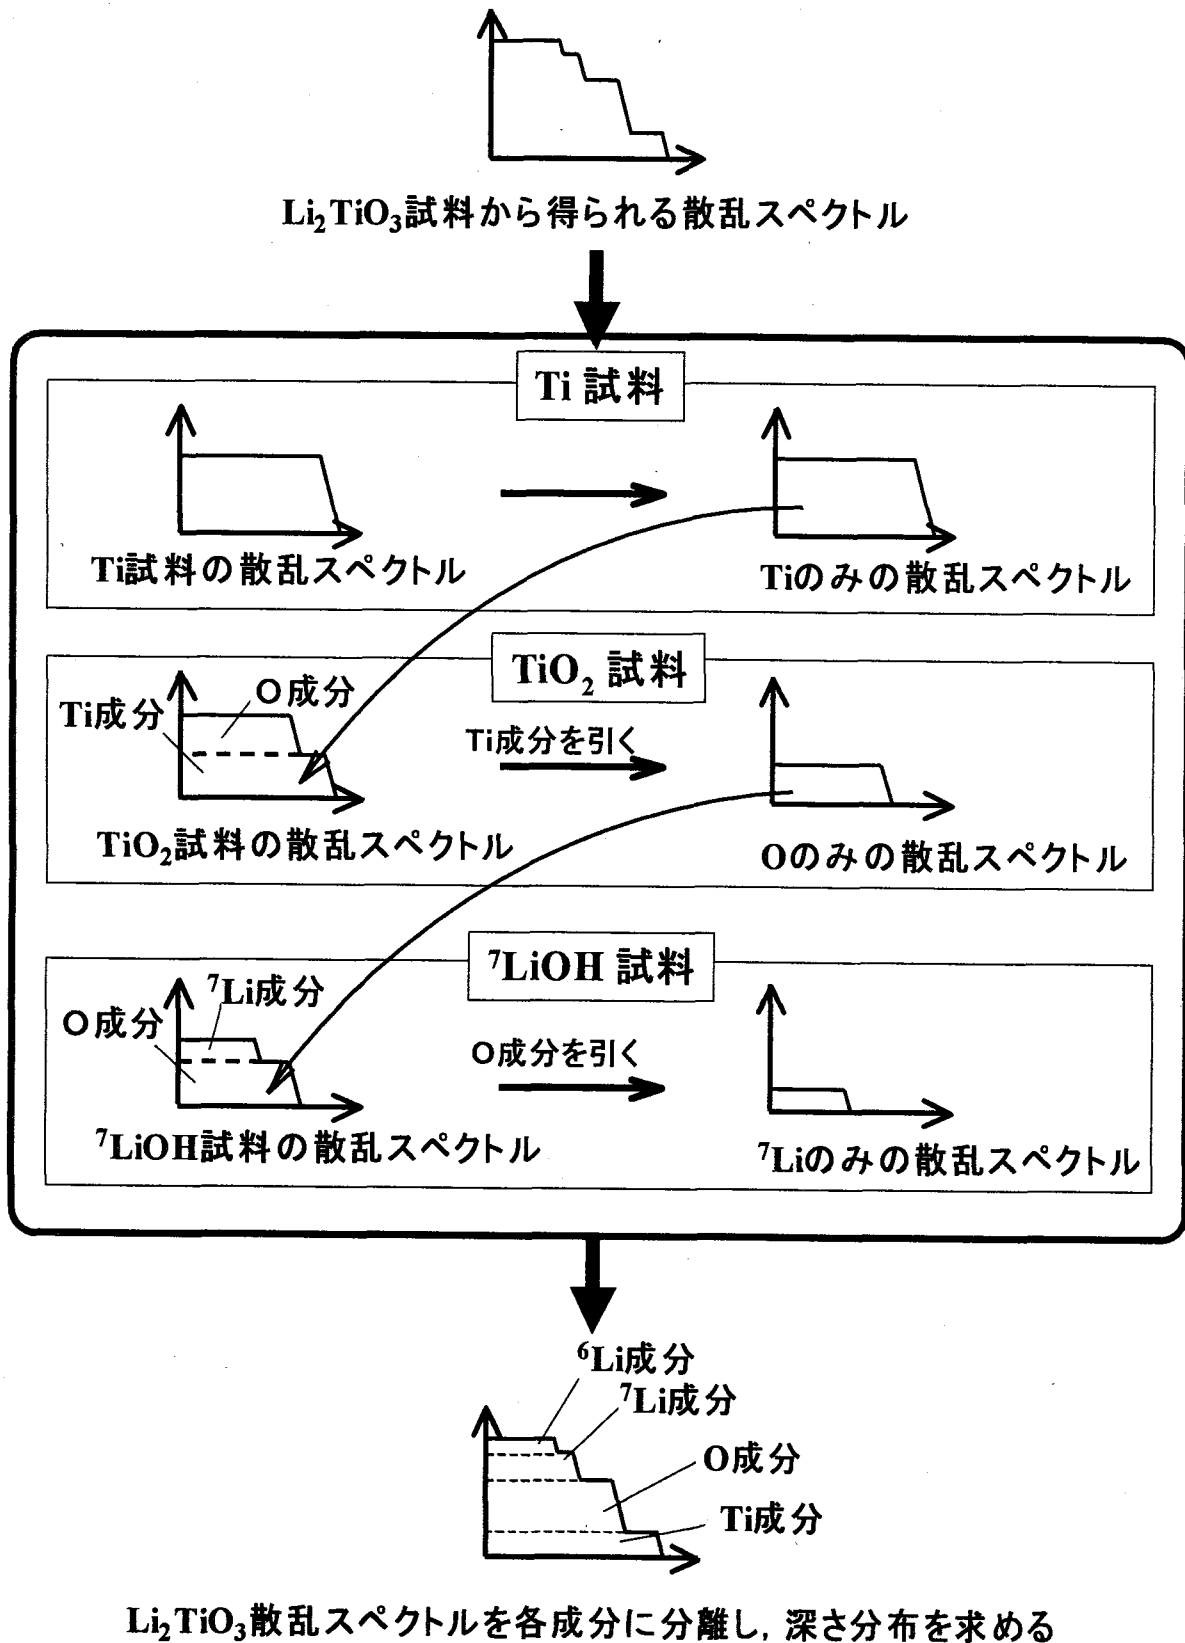 Li₂TiO₃試料から得られる散乱スペクトル
Ti 試料
Ti試料の散乱スペクトル
Tiのみの散乱スペクトル
TiO₂ 試料
Ti成分
O成分
Ti成分を引く
TiO₂試料の散乱スペクトル
Oのみの散乱スペクトル
⁷LiOH 試料
⁷Li成分
O成分
O成分を引く
⁷LiOH試料の散乱スペクトル
⁷Liのみの散乱スペクトル
⁶Li成分
⁷Li成分
O成分
Ti成分
Li₂TiO₃散乱スペクトルを各成分に分離し, 深さ分布を求める